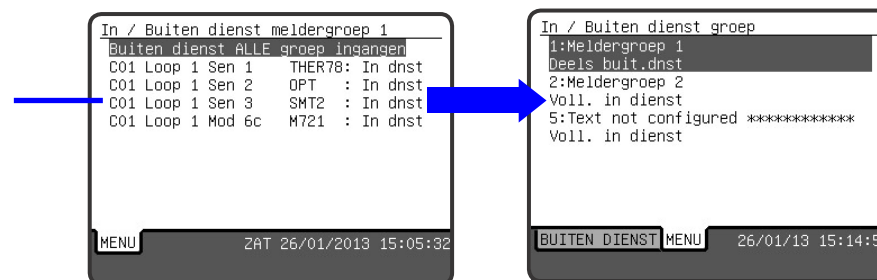 In / Buiten dienst meldergroep 1
Buiten dienst ALLE groep ingangen
C01 Loop 1 Sen 1 THER78: In dnst
C01 Loop 1 Sen 2 OPT : In dnst
C01 Loop 1 Sen 3 SMT2 : In dnst
C01 Loop 1 Mod 6c M721 : In dnst
MENU ZAT 26/01/2013 15:05:32
In / Buiten dienst groep
1:Meldergroep 1
Deels buit.dnst
2:Meldergroep 2
Voll. in dienst
5:Text not configured ************
Voll. in dienst
BUITEN DIENST MENU 26/01/13 15:14:5